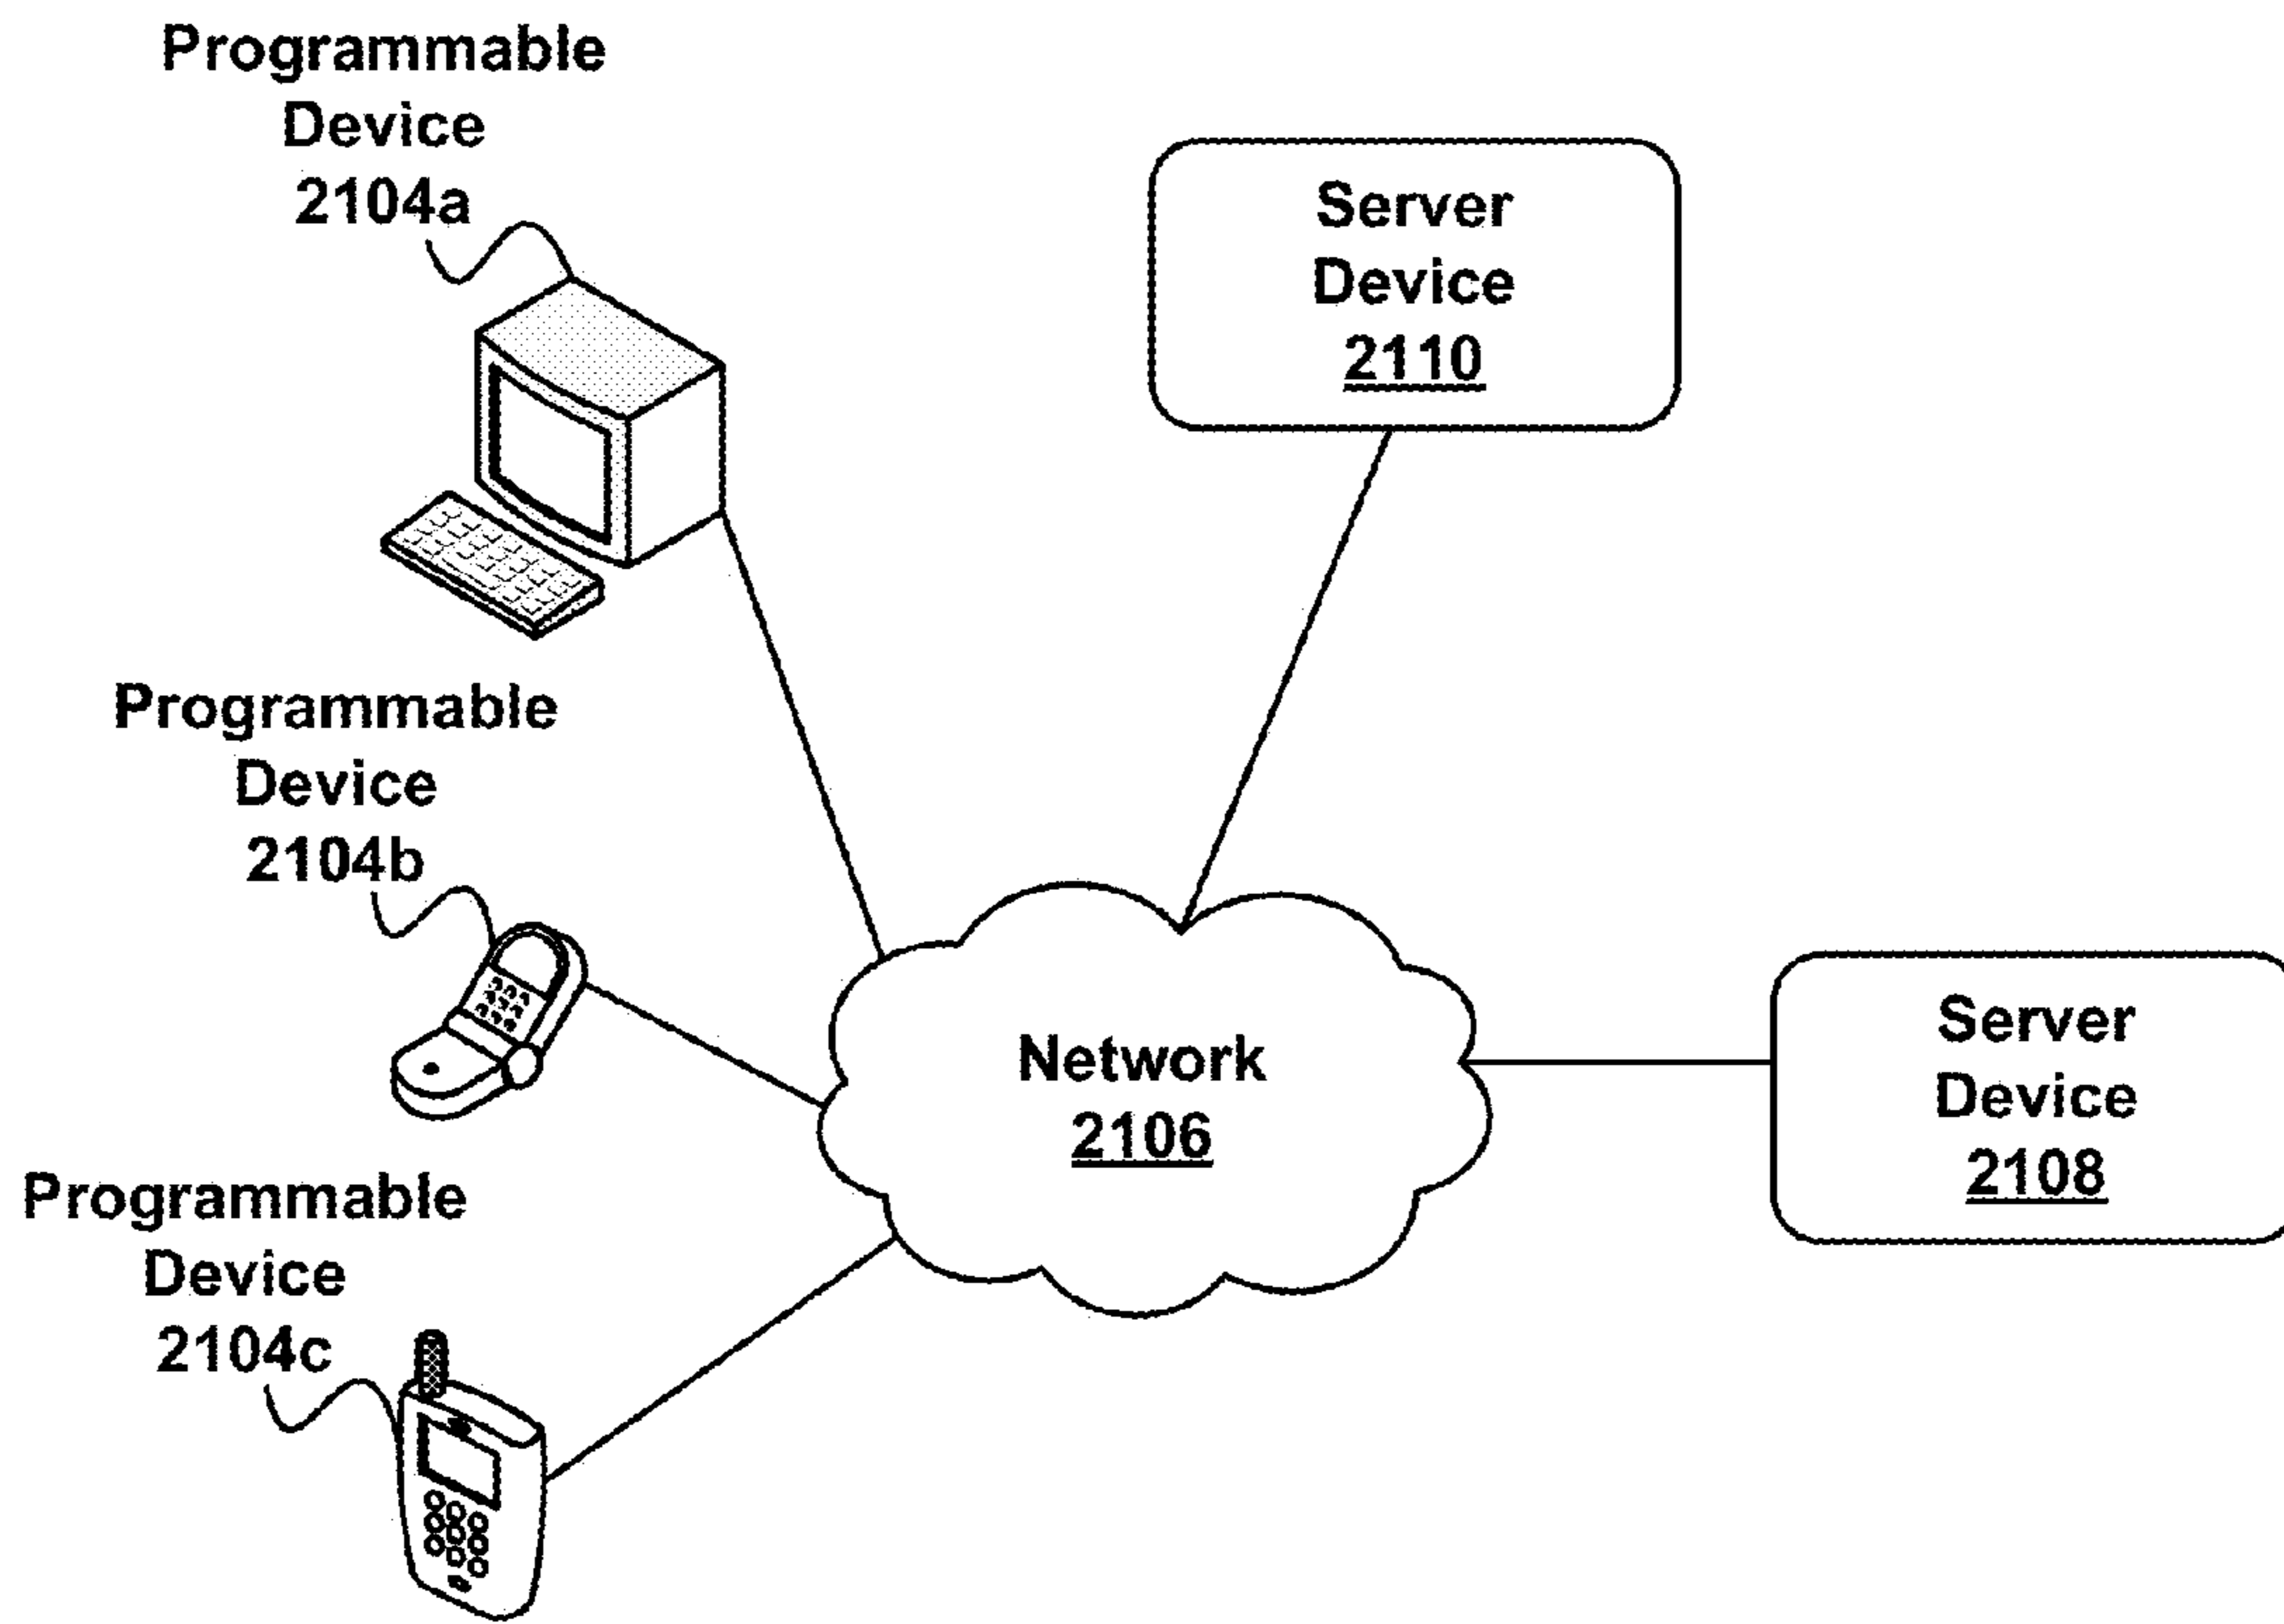 Programmable
Device
2104a
Server
Device
2110
Programmable
Device
2104b
Network
2106
Server
Device
2108
Programmable
Device
2104c